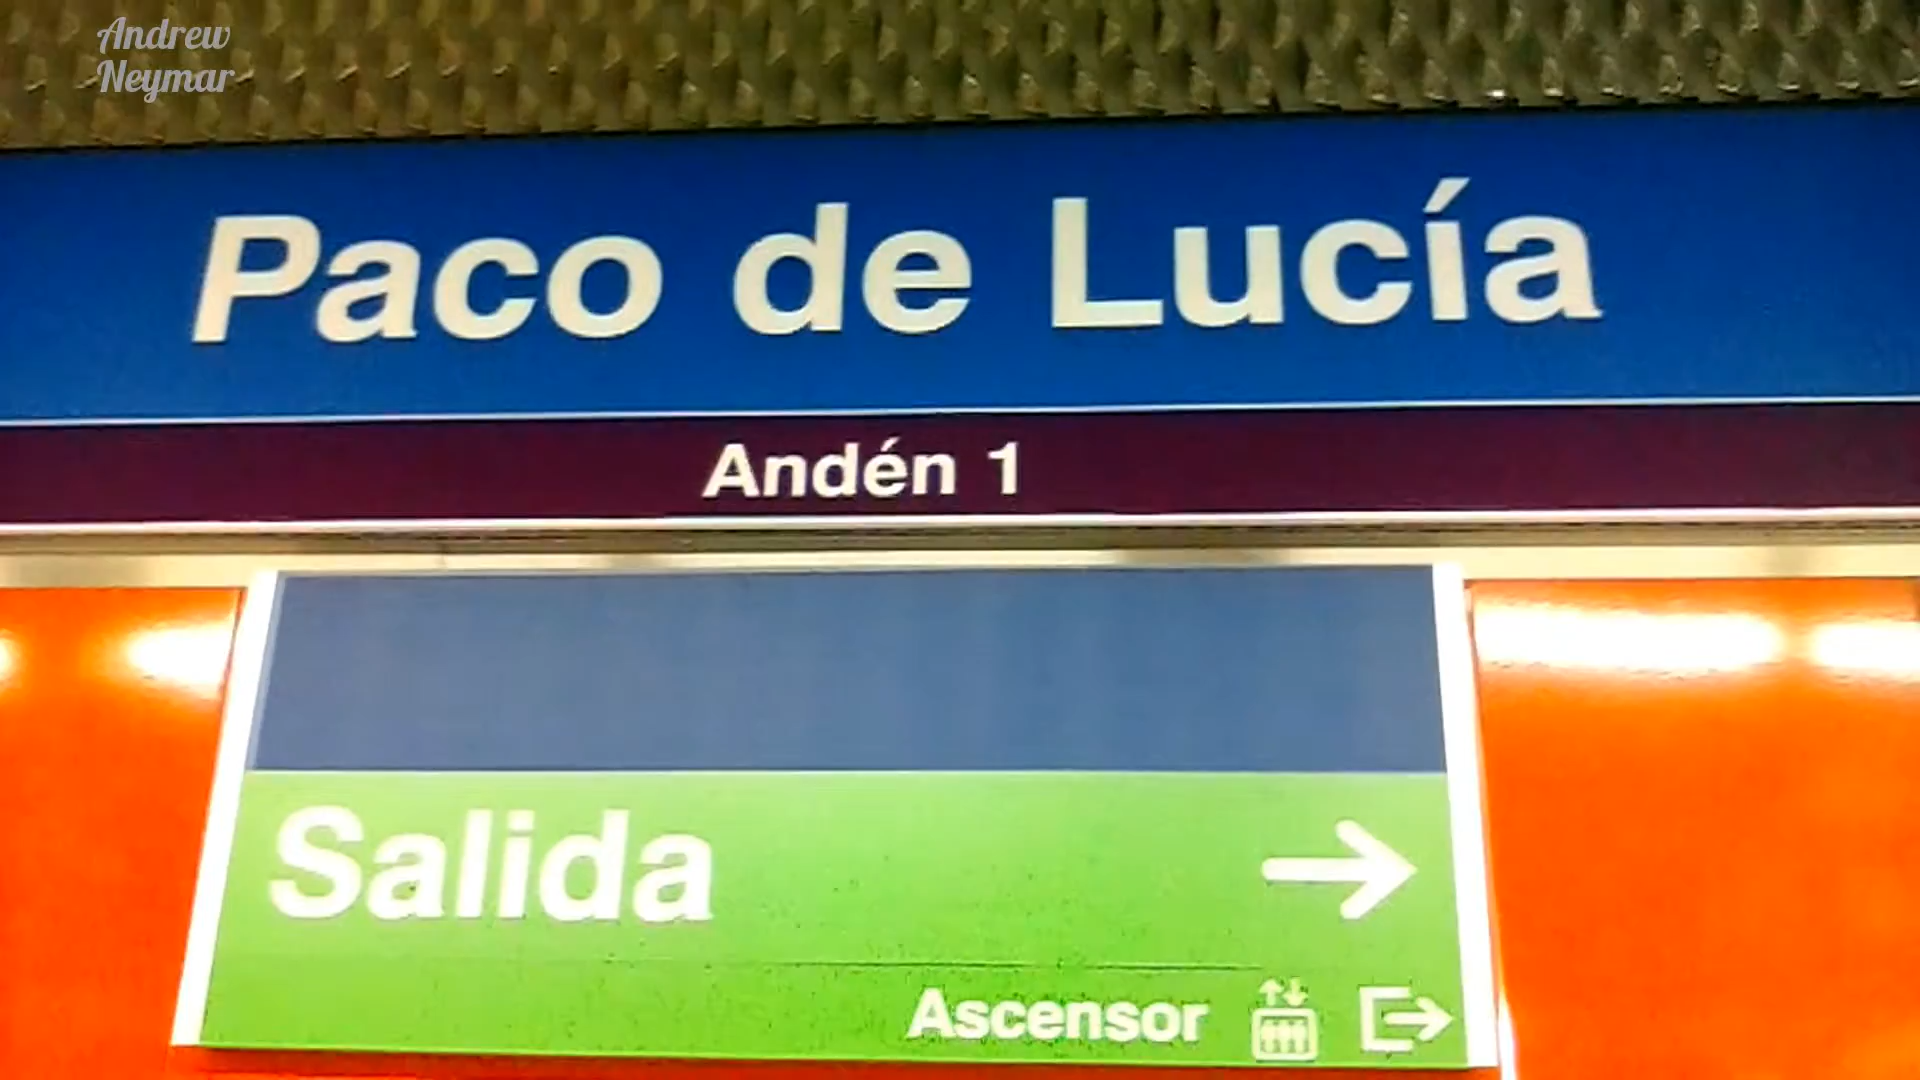 Andrew
Neymar
Paco de Lucía
Andén 1
Salida
Ascensor